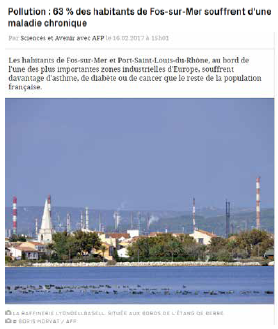 Pollution : 63 % des habitants de Fos-sur-Mer souffrent d'une
maladie chronique
Par Sciences et Avenir avec AFP le 16.02.2017 à 15h01
Les habitants de Fos-sur-Mer et Port-Saint-Louis-du-Rhône, au bord de
l'une des plus importantes zones industrielles d'Europe, souffrent
davantage d'asthme, de diabète ou de cancer que le reste de la population
française.
LA RAFFINERIE LYONDELLBASELL, SITUÉE AUX BORDS DE L'ÉTANG DE BERRE
BORIS HORVAT / AFP